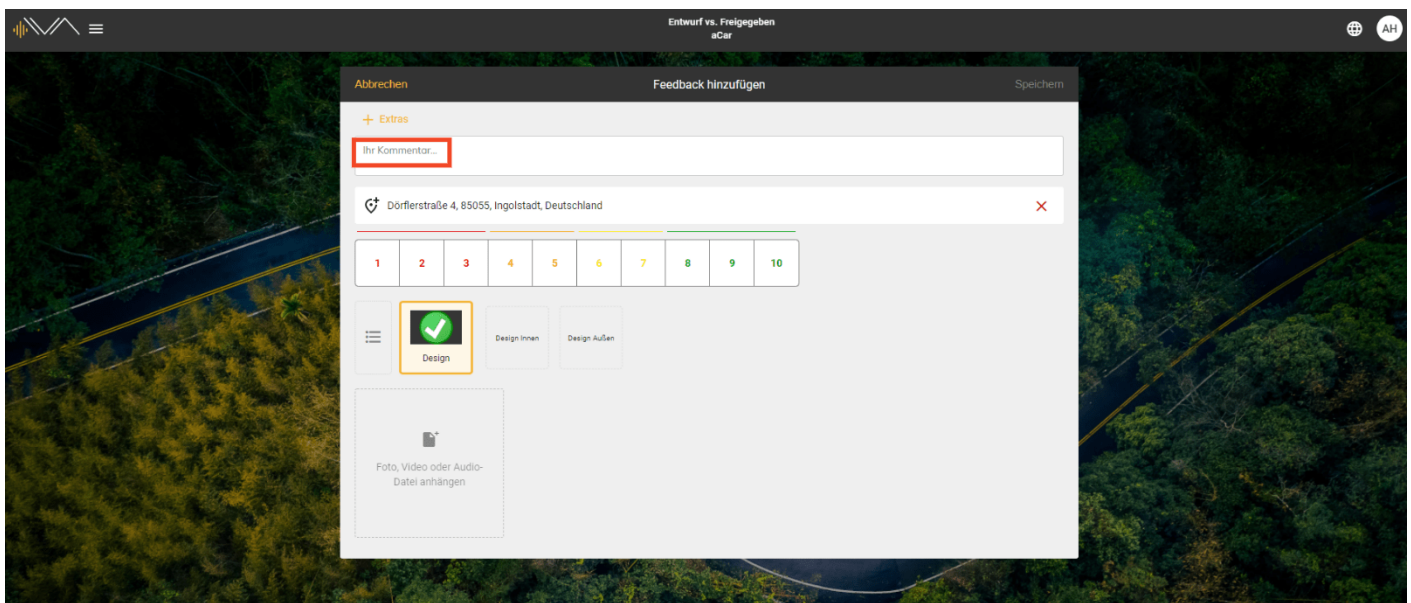 Entwurf vs. Freigegeben
aCar
AH
Abbrechen
Feedback hinzufügen
Speichern
+ Extras
Ihr Kommentar...
Dörflerstraße 4, 85055, Ingolstadt, Deutschland
1 2 3 4 5 6 7 8 9 10
Design
Design Innen
Design Außen
Foto, Video oder Audio-
Datei anhängen